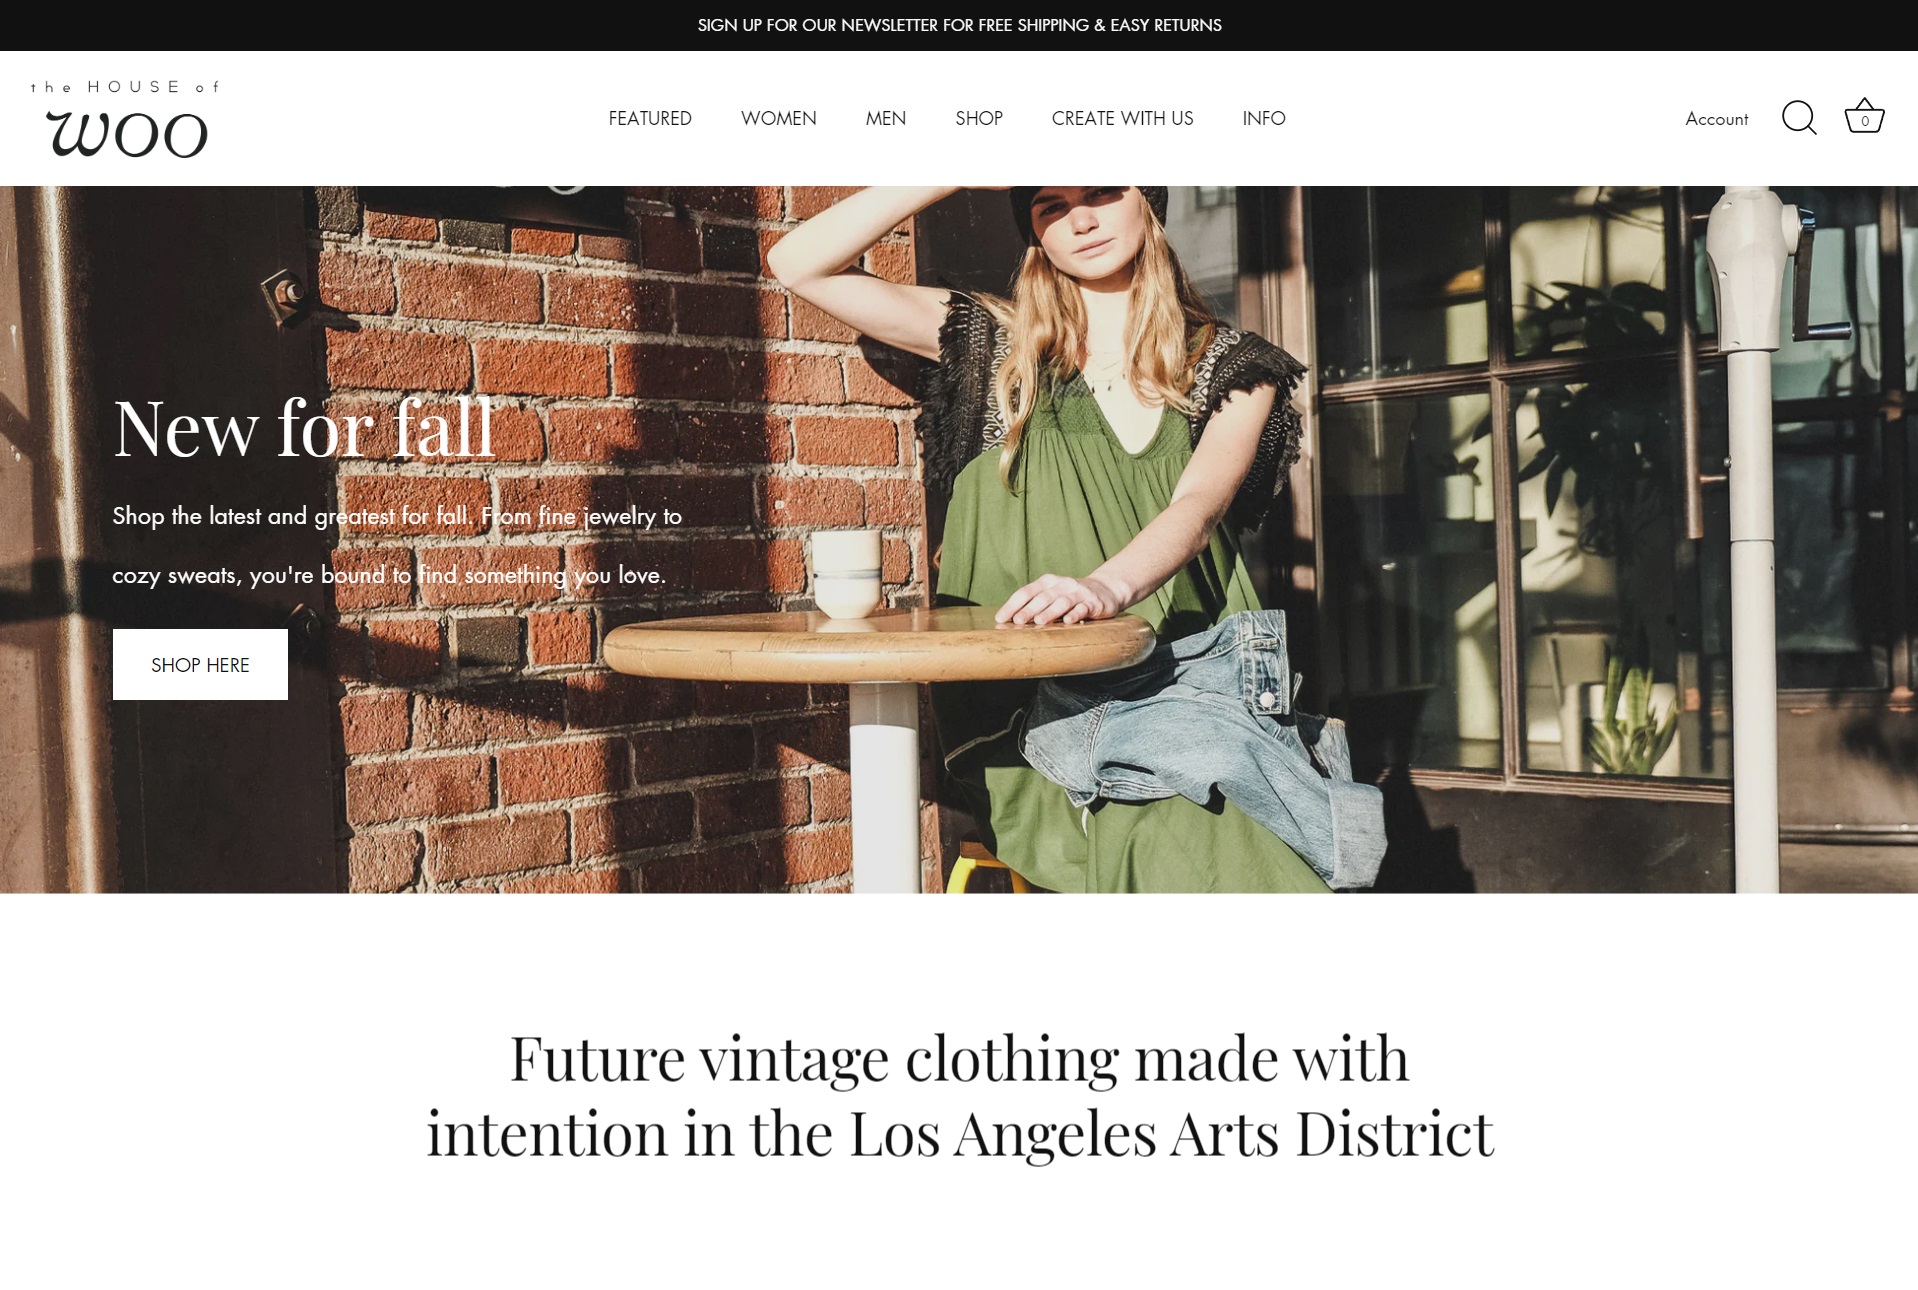 SIGN UP FOR OUR NEWSLETTER FOR FREE SHIPPING & EASY RETURNS
the HOUSE of
woo
FEATURED WOMEN MEN SHOP CREATE WITH US INFO
Account
0
New for fall
Shop the latest and greatest for fall. From fine jewelry to
cozy sweats, you're bound to find something you love.
SHOP HERE
Future vintage clothing made with
intention in the Los Angeles Arts District